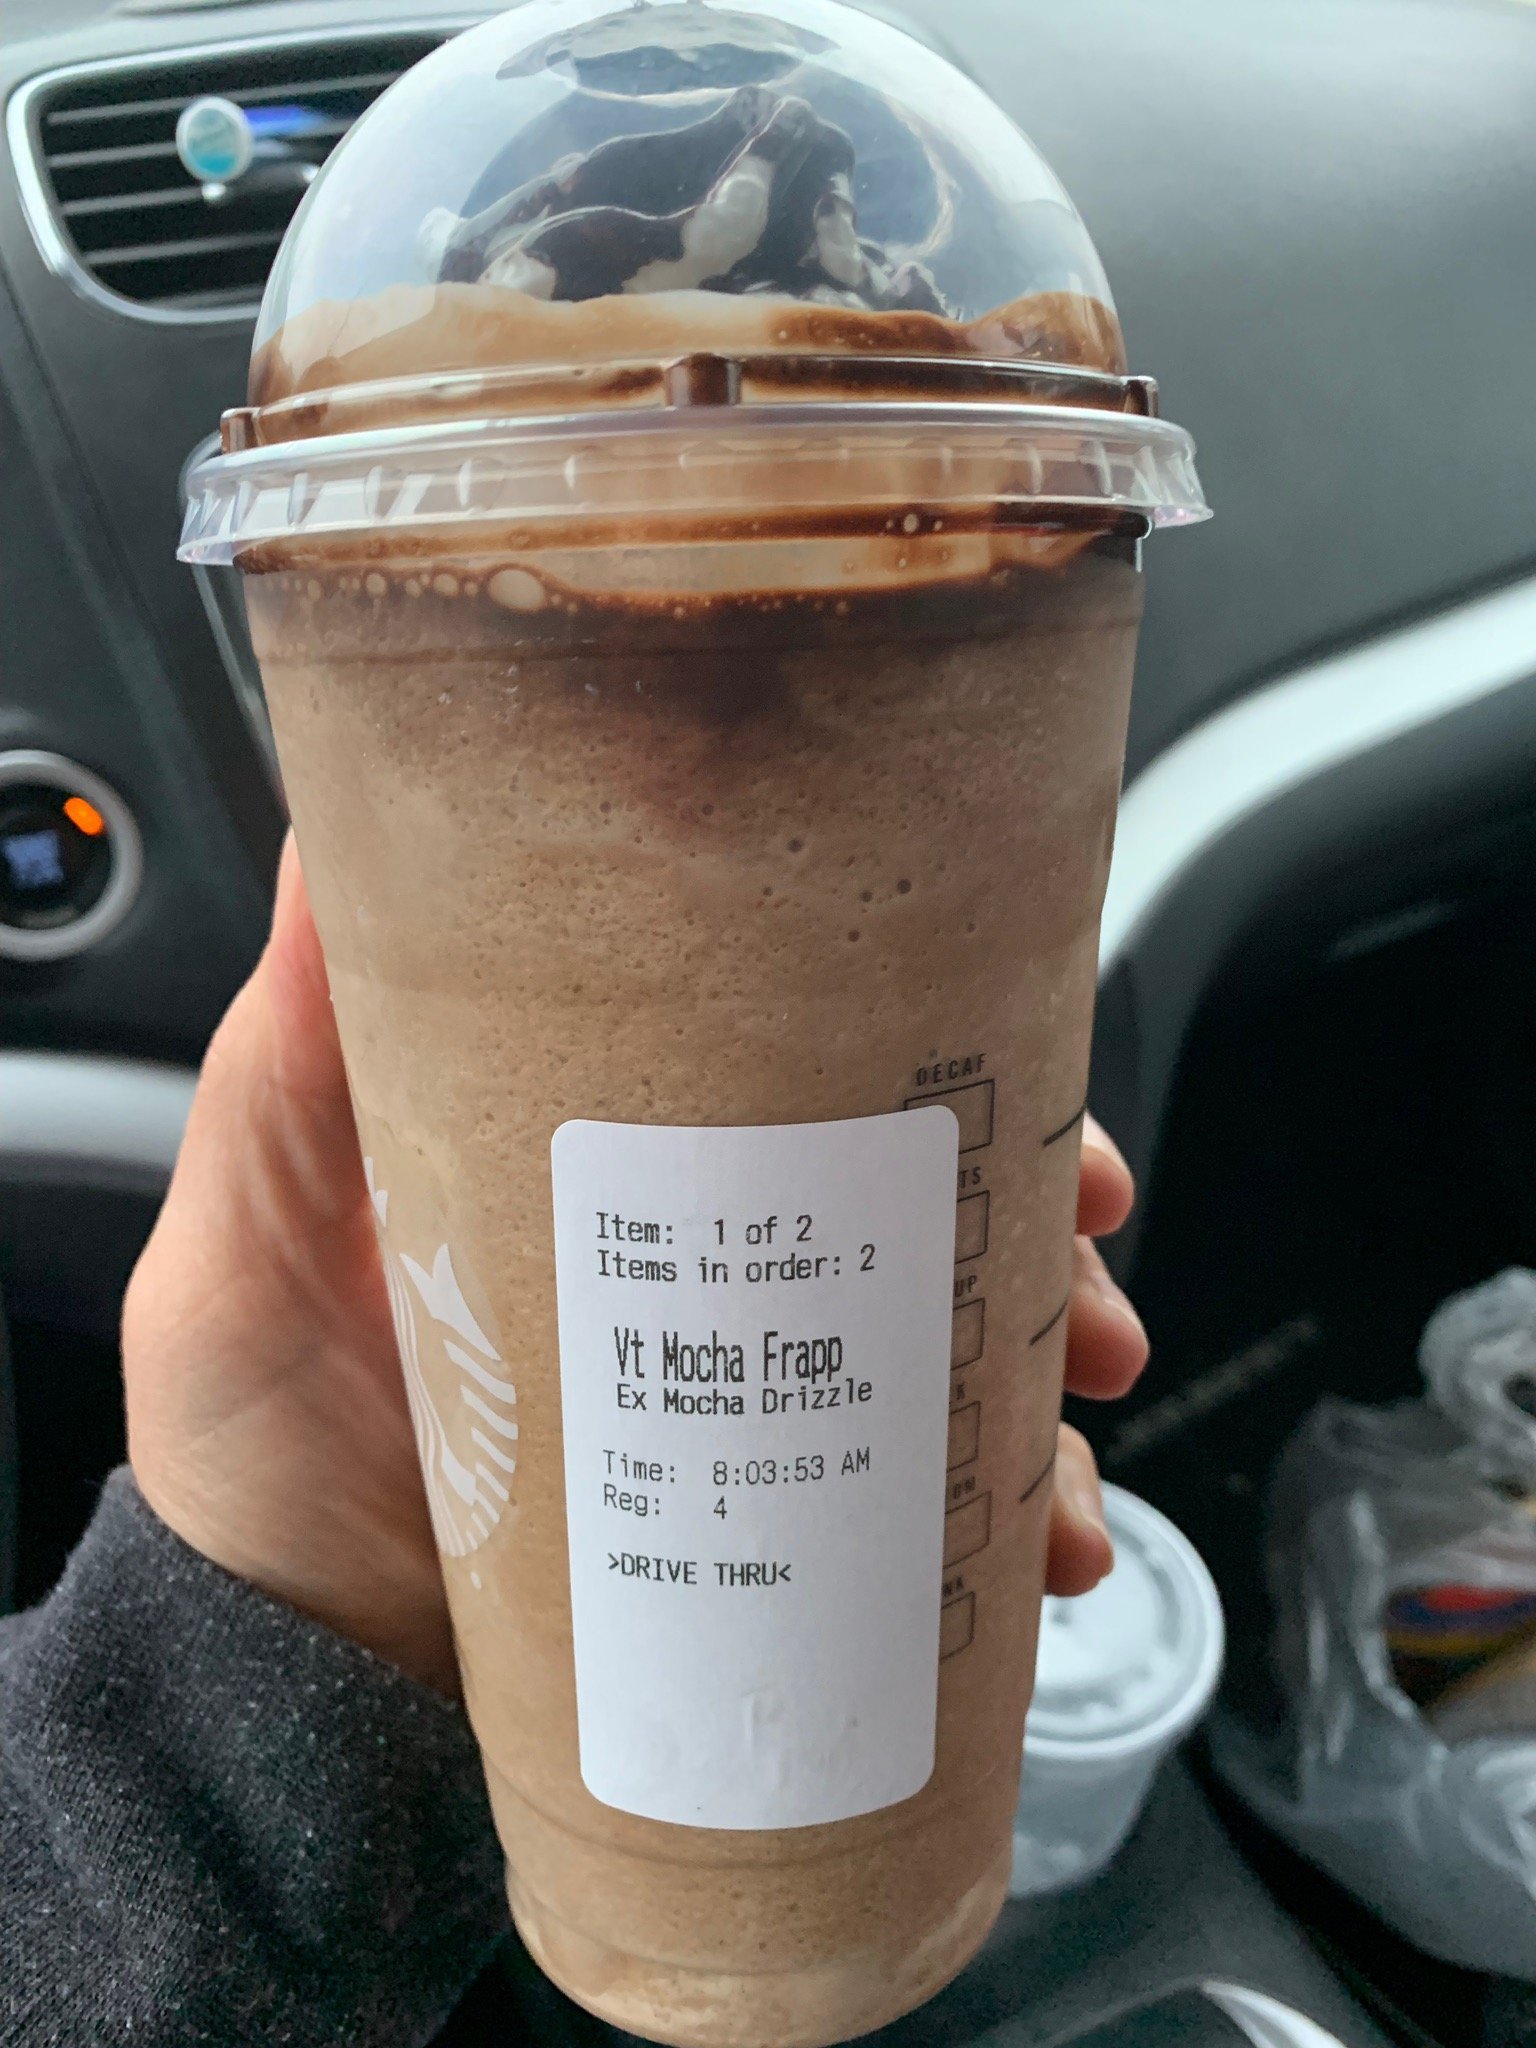 DECAF
Item: 1 of 2
Items in order: 2
Vt Mocha Frapp
Ex Mocha Drizzle
Time: 8:03:53 AM
Reg: 4
>DRIVE THRU<